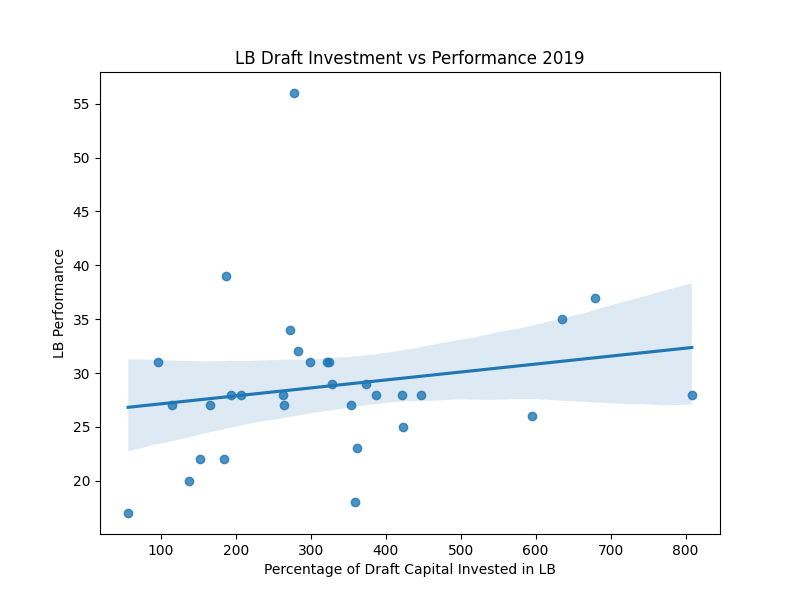 LB Draft Investment vs Performance 2019
55
50
45
40
35
30
25
20
LB Performance
100 200 300 400 500 600 700 800
Percentage of Draft Capital Invested in LB